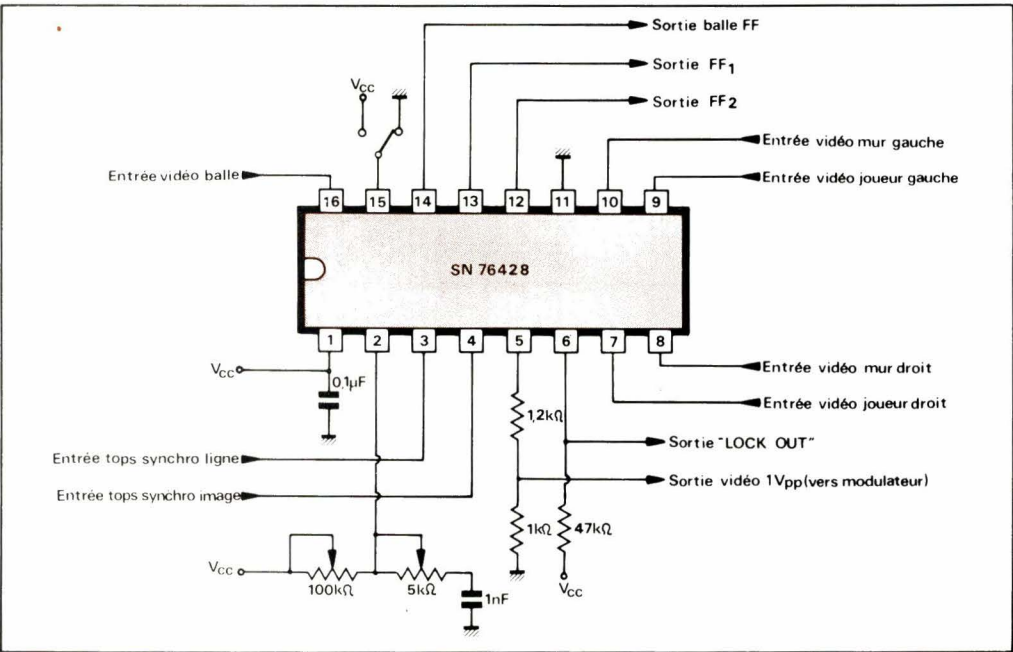 Sortie balle FF
Sortie FF1
Sortie FF2
VCC
Entrée vidéo mur gauche
Entrée vidéo balle
Entrée vidéo joueur gauche
16 15 14 13 12 11 10 9
SN 76428
1 2 3 4 5 6 7 8
VCC
0,1µF
Entrée vidéo mur droit
1,2kΩ
Entrée vidéo joueur droit
Sortie "LOCK OUT"
Entrée tops synchro ligne
Sortie vidéo 1Vpp(vers modulateur)
Entrée tops synchro image
1kΩ
47kΩ
VCC
100kΩ
5kΩ
1nF
VCC